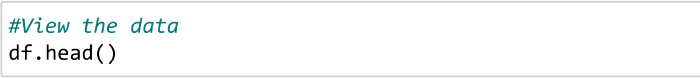 #View the data
df.head()